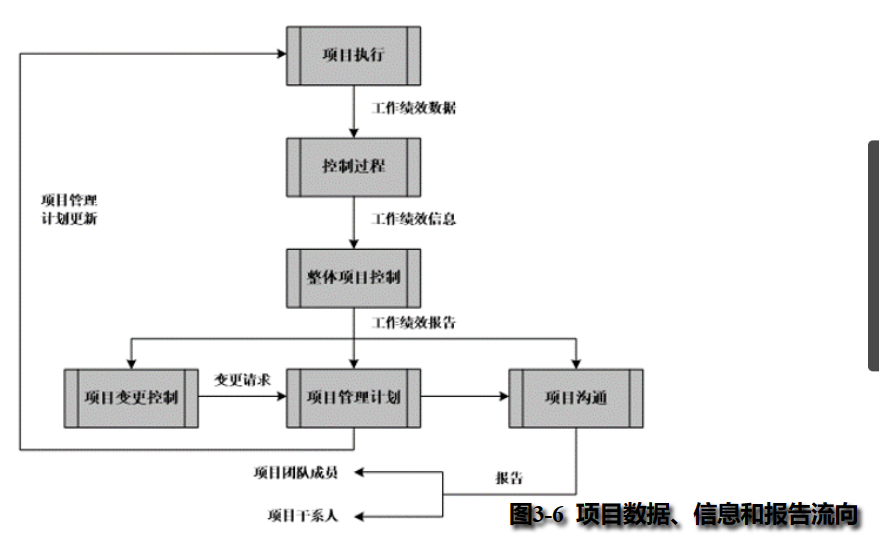 项目执行
工作绩效数据
控制过程
项目管理
计划更新
工作绩效信息
整体项目控制
工作绩效报告
项目变更控制
变更请求
项目管理计划
项目沟通
项目团队成员
报告
项目干系人
图3-6 项目数据、信息和报告流向